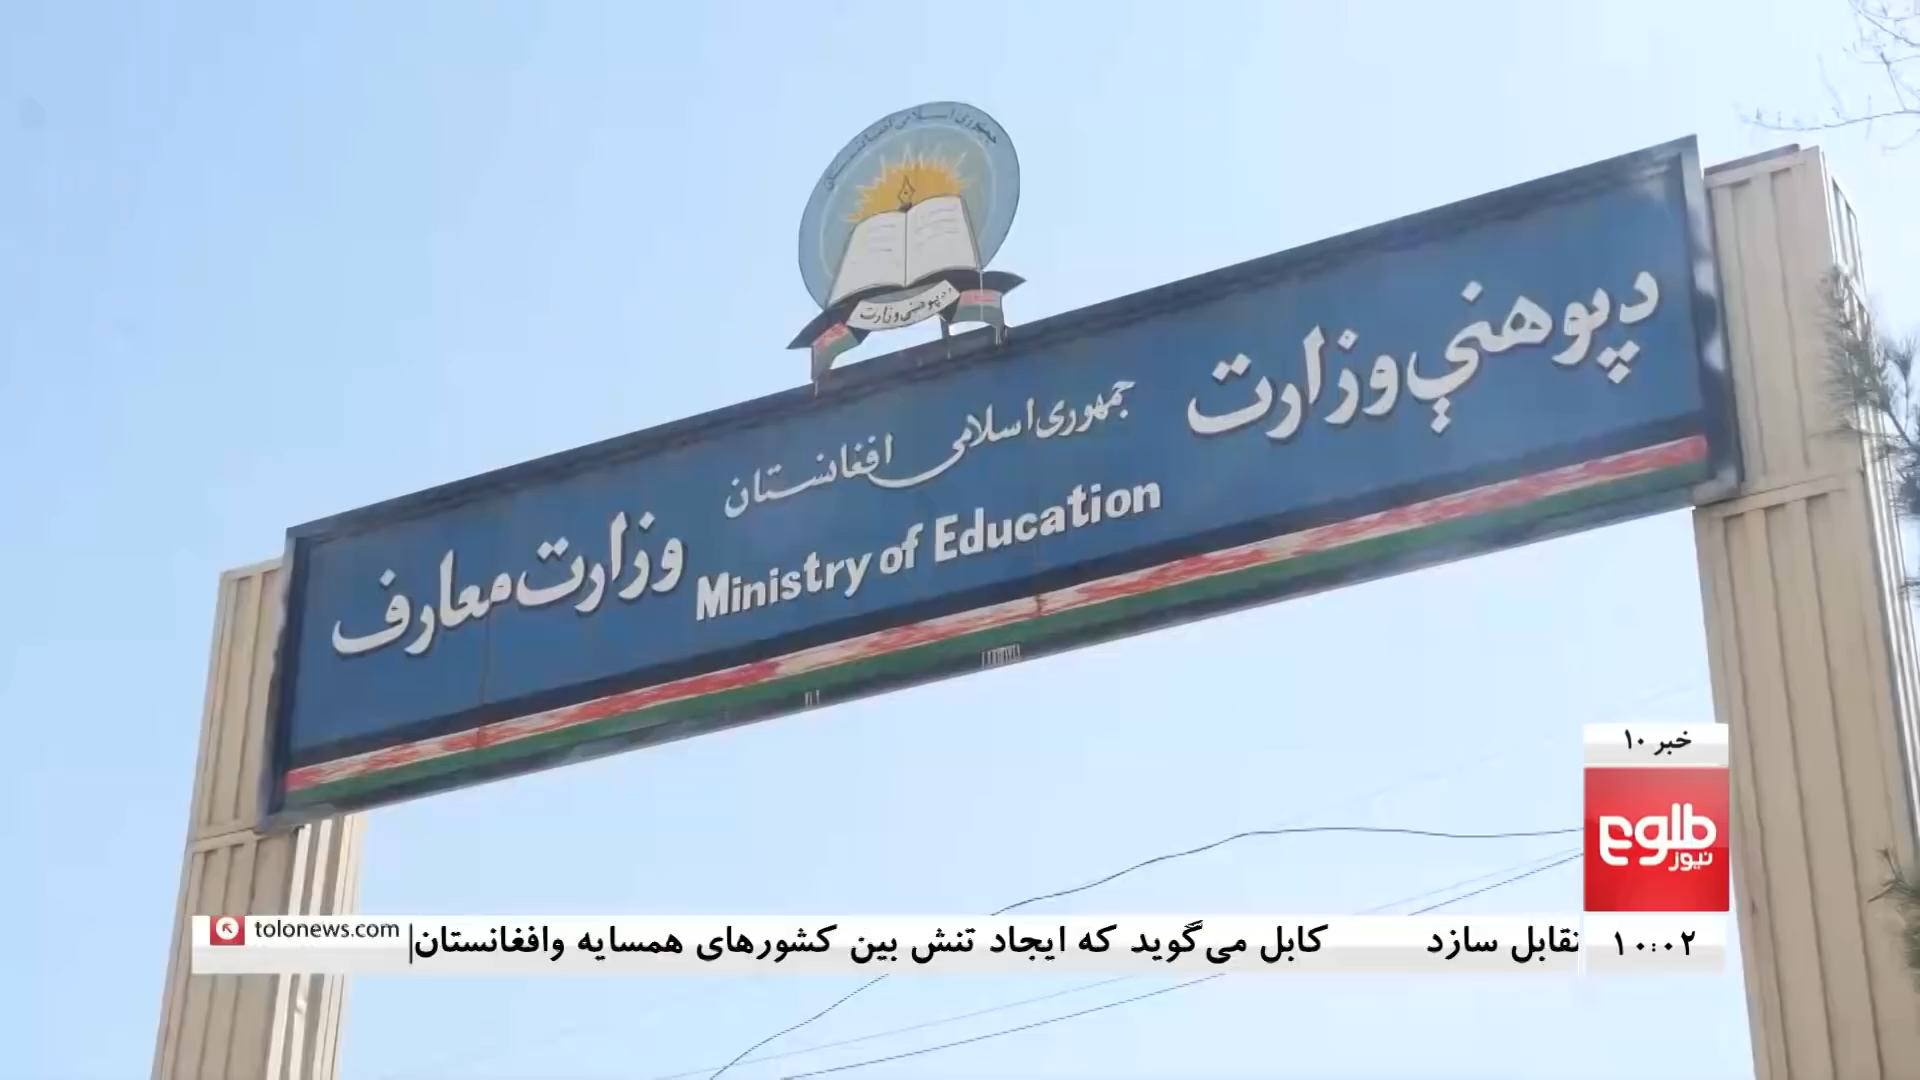 جمهوری اسلامی افغانستان
د پوهنې وزارت
د پوهنې وزارت
جمهوری اسلامی افغانستان
وزارت معارف
Ministry of Education
خبر ۱۰
طلوع
نیوز
۱۰:۰۲
نقابل سازد کابل می‌گوید که ایجاد تنش بین کشورهای همسایه وافغانستان
tolonews.com